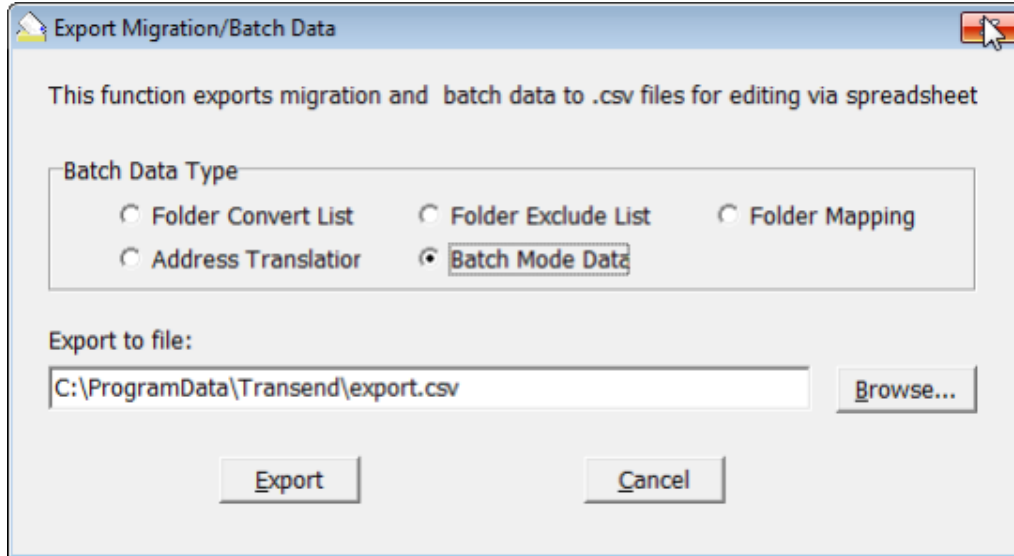 Export Migration/Batch Data
This function exports migration and batch data to .csv files for editing via spreadsheet
Batch Data Type
Folder Convert List Folder Exclude List Folder Mapping
Address Translation Batch Mode Data
Export to file:
C:\ProgramData\Transend\export.csv Browse...
Export Cancel